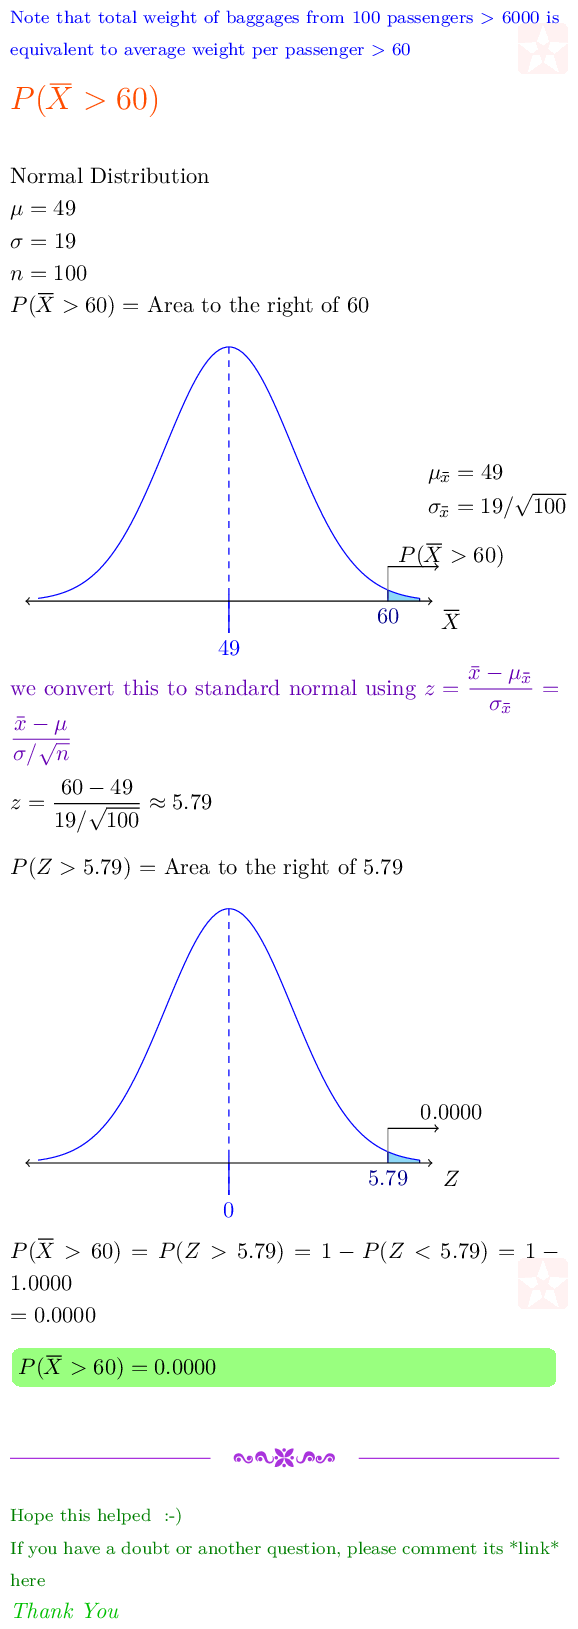 Note that total weight of baggages from 100 passengers > 6000 is
equivalent to average weight per passenger > 60
P(X̅ > 60)
Normal Distribution
μ = 49
σ = 19
n = 100
P(X̅ > 60) = Area to the right of 60
μ_x̄ = 49
σ_x̄ = 19/√100
P(X̅ > 60)
60
X̅
49
we convert this to standard normal using z = (x̄ − μ_x̄)/σ_x̄ =
(x̄ − μ)/(σ/√n)
z = (60 − 49)/(19/√100) ≈ 5.79
P(Z > 5.79) = Area to the right of 5.79
0.0000
5.79
Z
0
P(X̅ > 60) = P(Z > 5.79) = 1 − P(Z < 5.79) = 1 −
1.0000
= 0.0000
P(X̅ > 60) = 0.0000
Hope this helped :-)
If you have a doubt or another question, please comment its *link*
here
Thank You